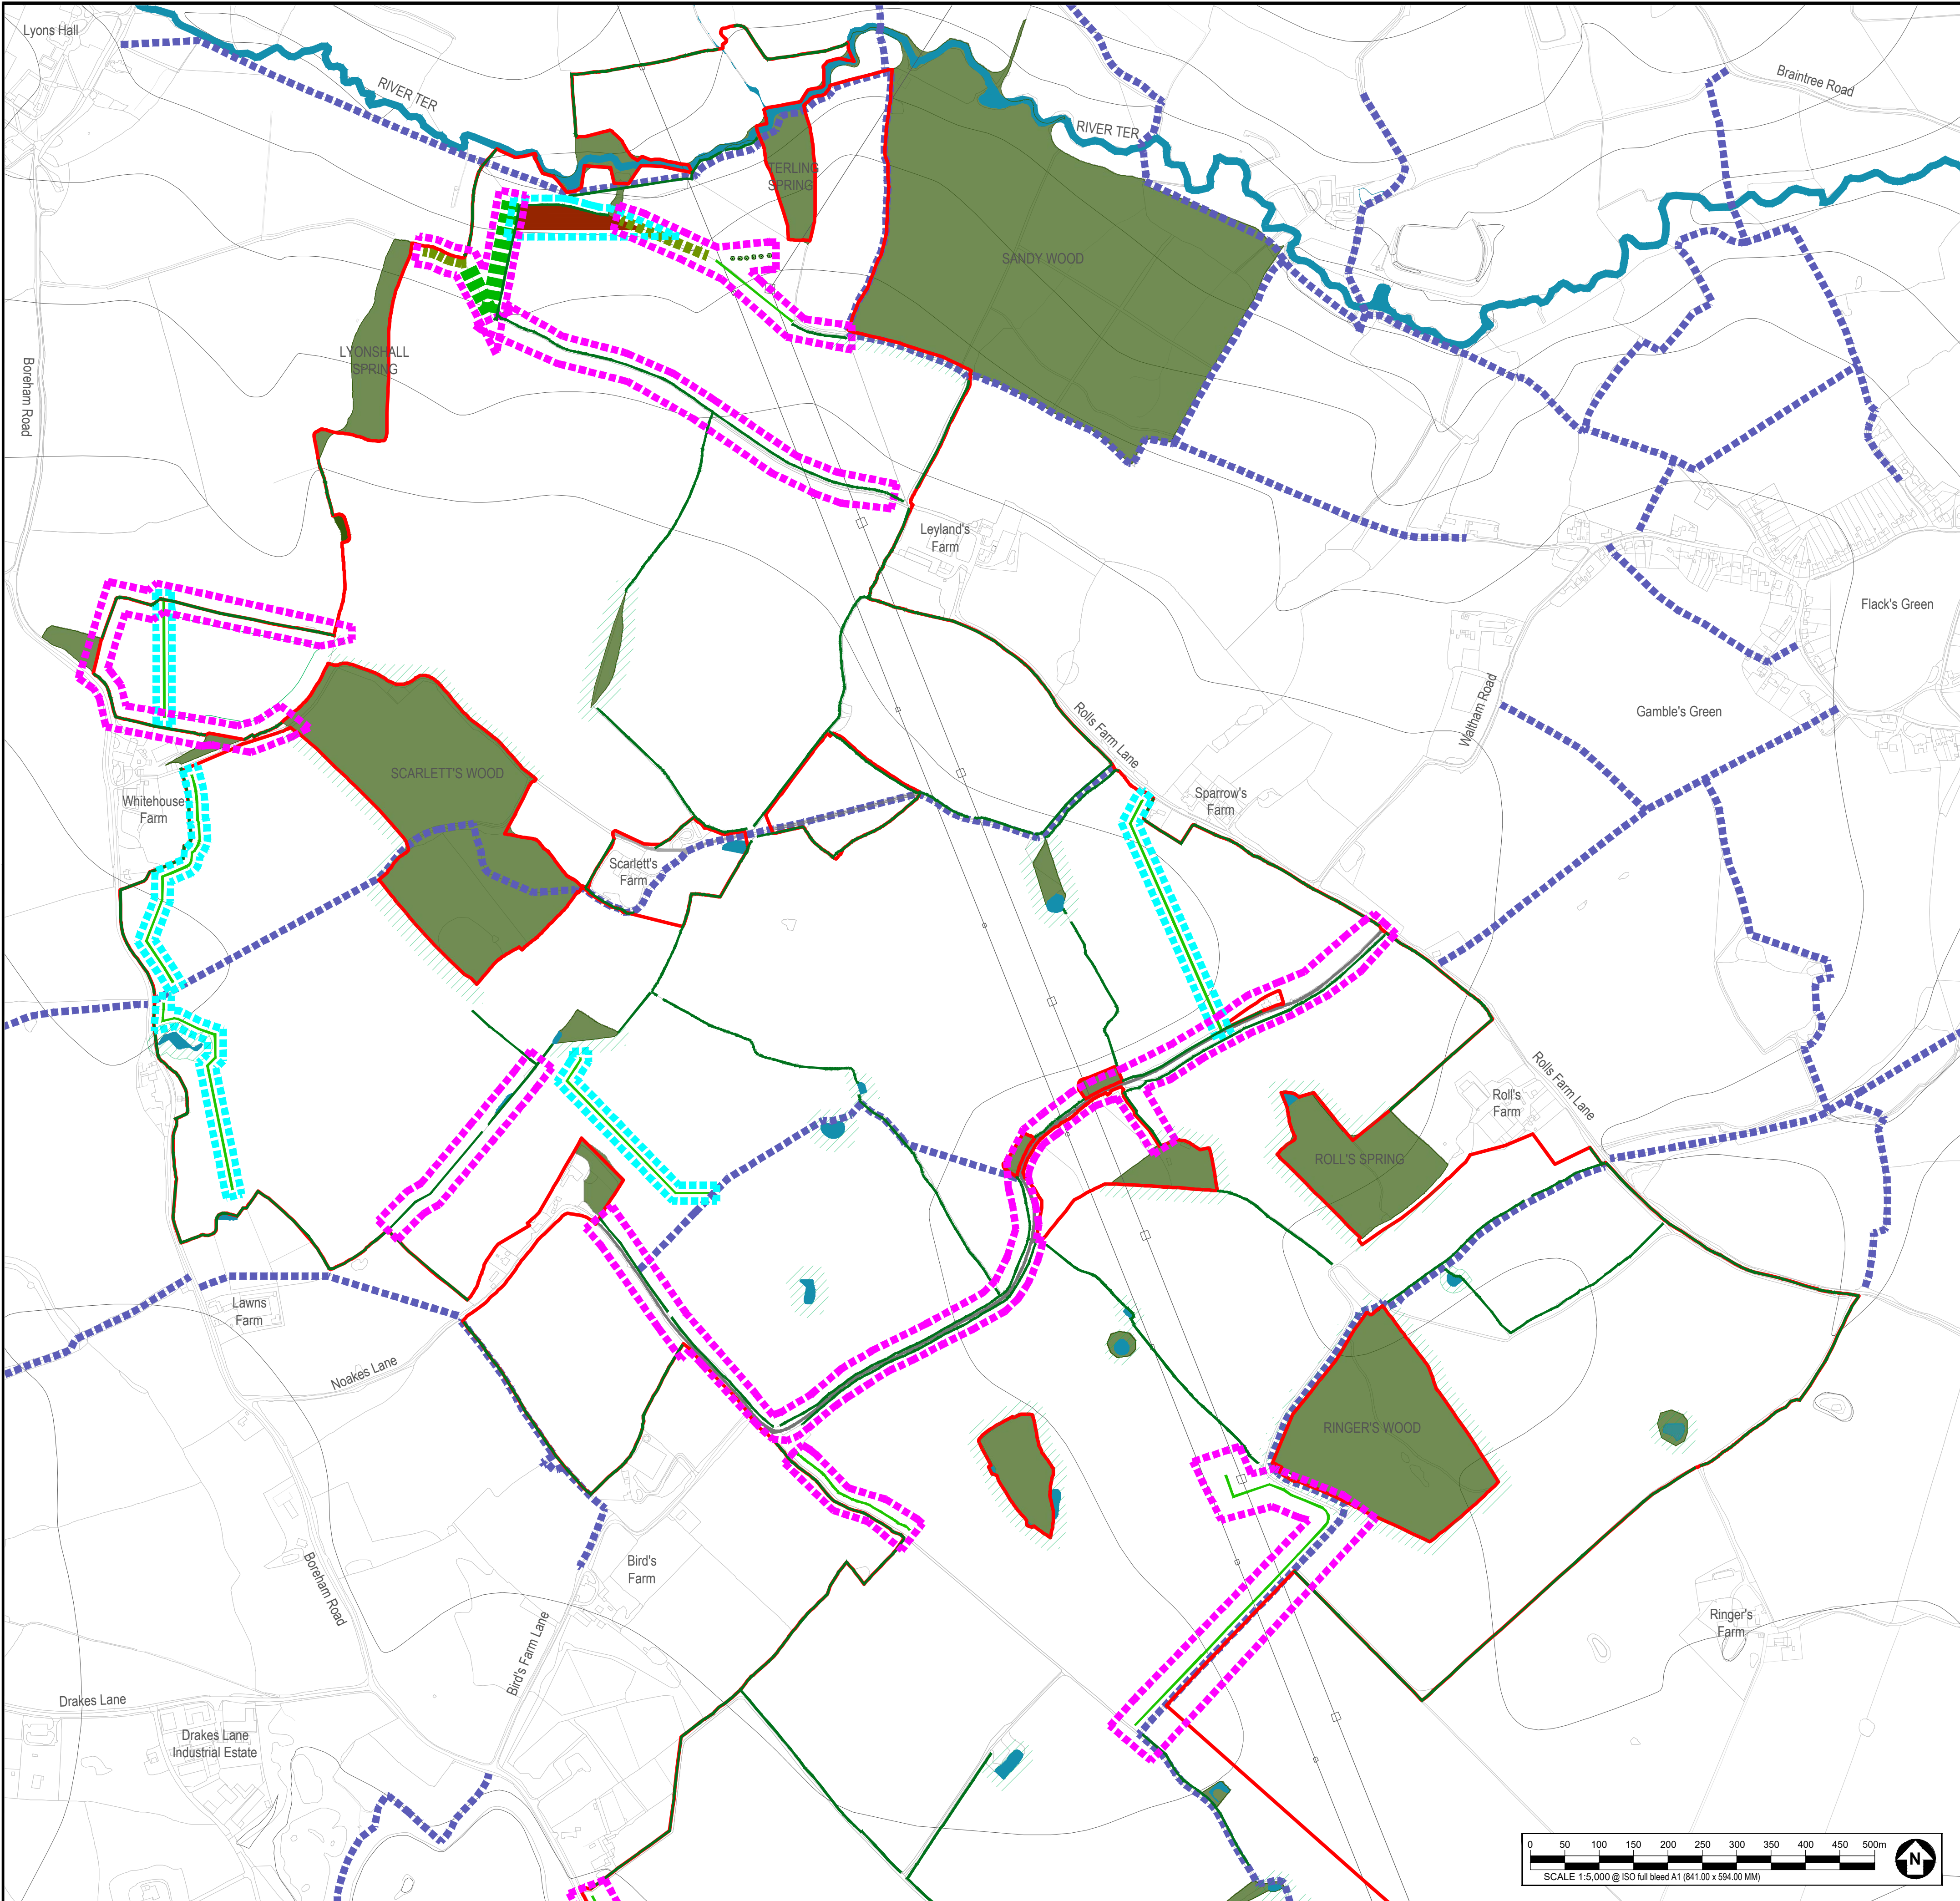 Lyons Hall
RIVER TER
Braintree Road
RIVER TER
TERLING
SPRING
SANDY WOOD
LYONSHALL
SPRING
Boreham Road
Leyland's
Farm
Flack's Green
Rolls Farm Lane
Waltham Road
Gamble's Green
SCARLETT'S WOOD
Whitehouse
Farm
Sparrow's
Farm
Scarlett's
Farm
Rolls Farm Lane
Roll's
Farm
ROLL'S SPRING
Lawns
Farm
Noakes Lane
RINGER'S WOOD
Boreham Road
Bird's
Farm
Bird's Farm Lane
Ringer's
Farm
Drakes Lane
Drakes Lane
Industrial Estate
0 50 100 150 200 250 300 350 400 450 500m
N
SCALE 1:5,000 @ ISO full bleed A1 (841.00 x 594.00 MM)